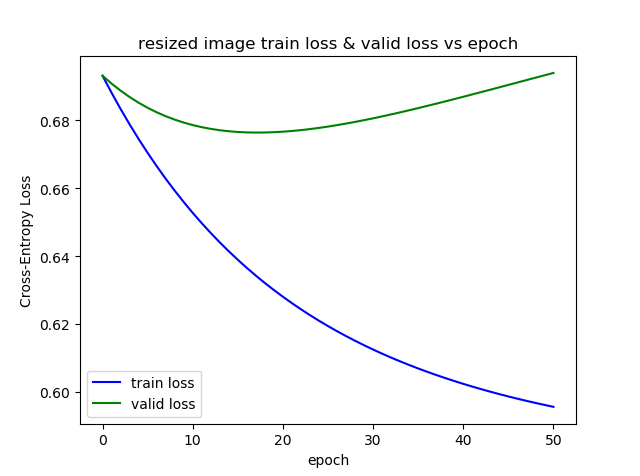 resized image train loss & valid loss vs epoch
Cross-Entropy Loss
0.68
0.66
0.64
0.62
0.60
train loss
valid loss
0 10 20 30 40 50
epoch